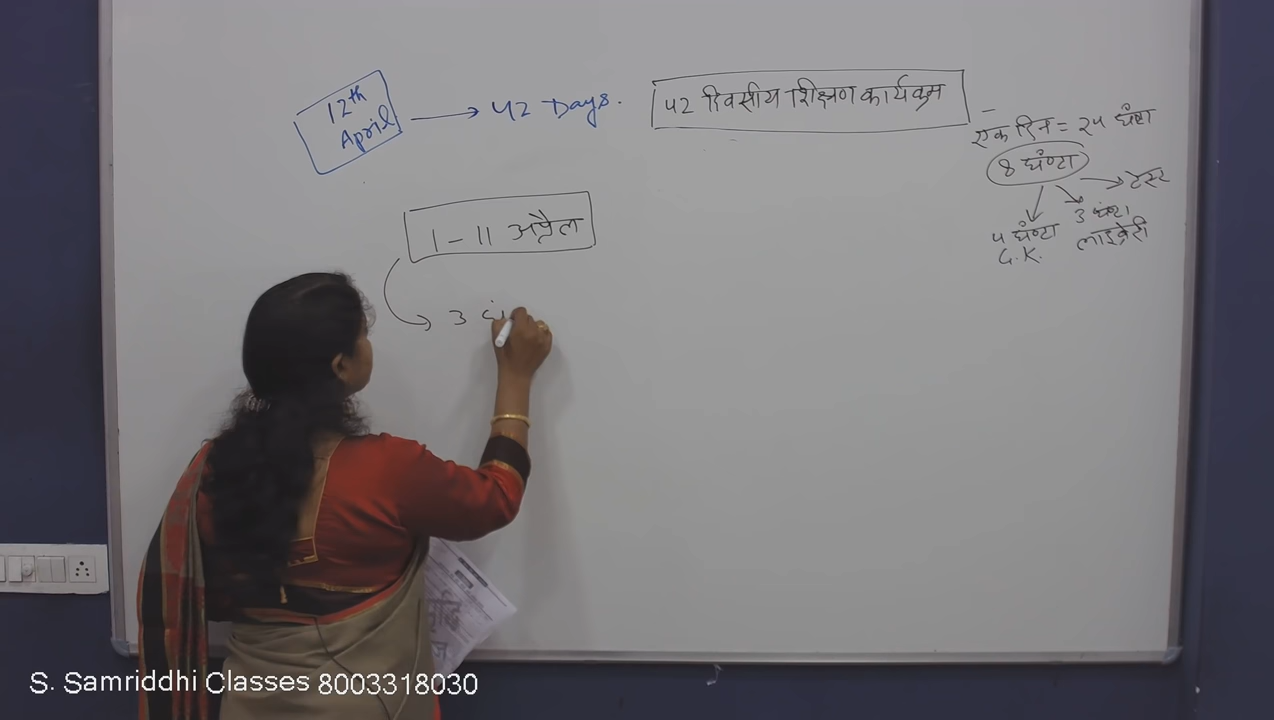 12th
April
42 Days.
42 दिवसीय शिक्षण कार्यक्रम
एक दिन = 24 घंटा
8 घंण्टा
टेस्ट
4 घंण्टा
G. K.
3 घंटा
लाइब्रेरी
1 - 11 अप्रैल
3 घं
S. Samriddhi Classes 8003318030